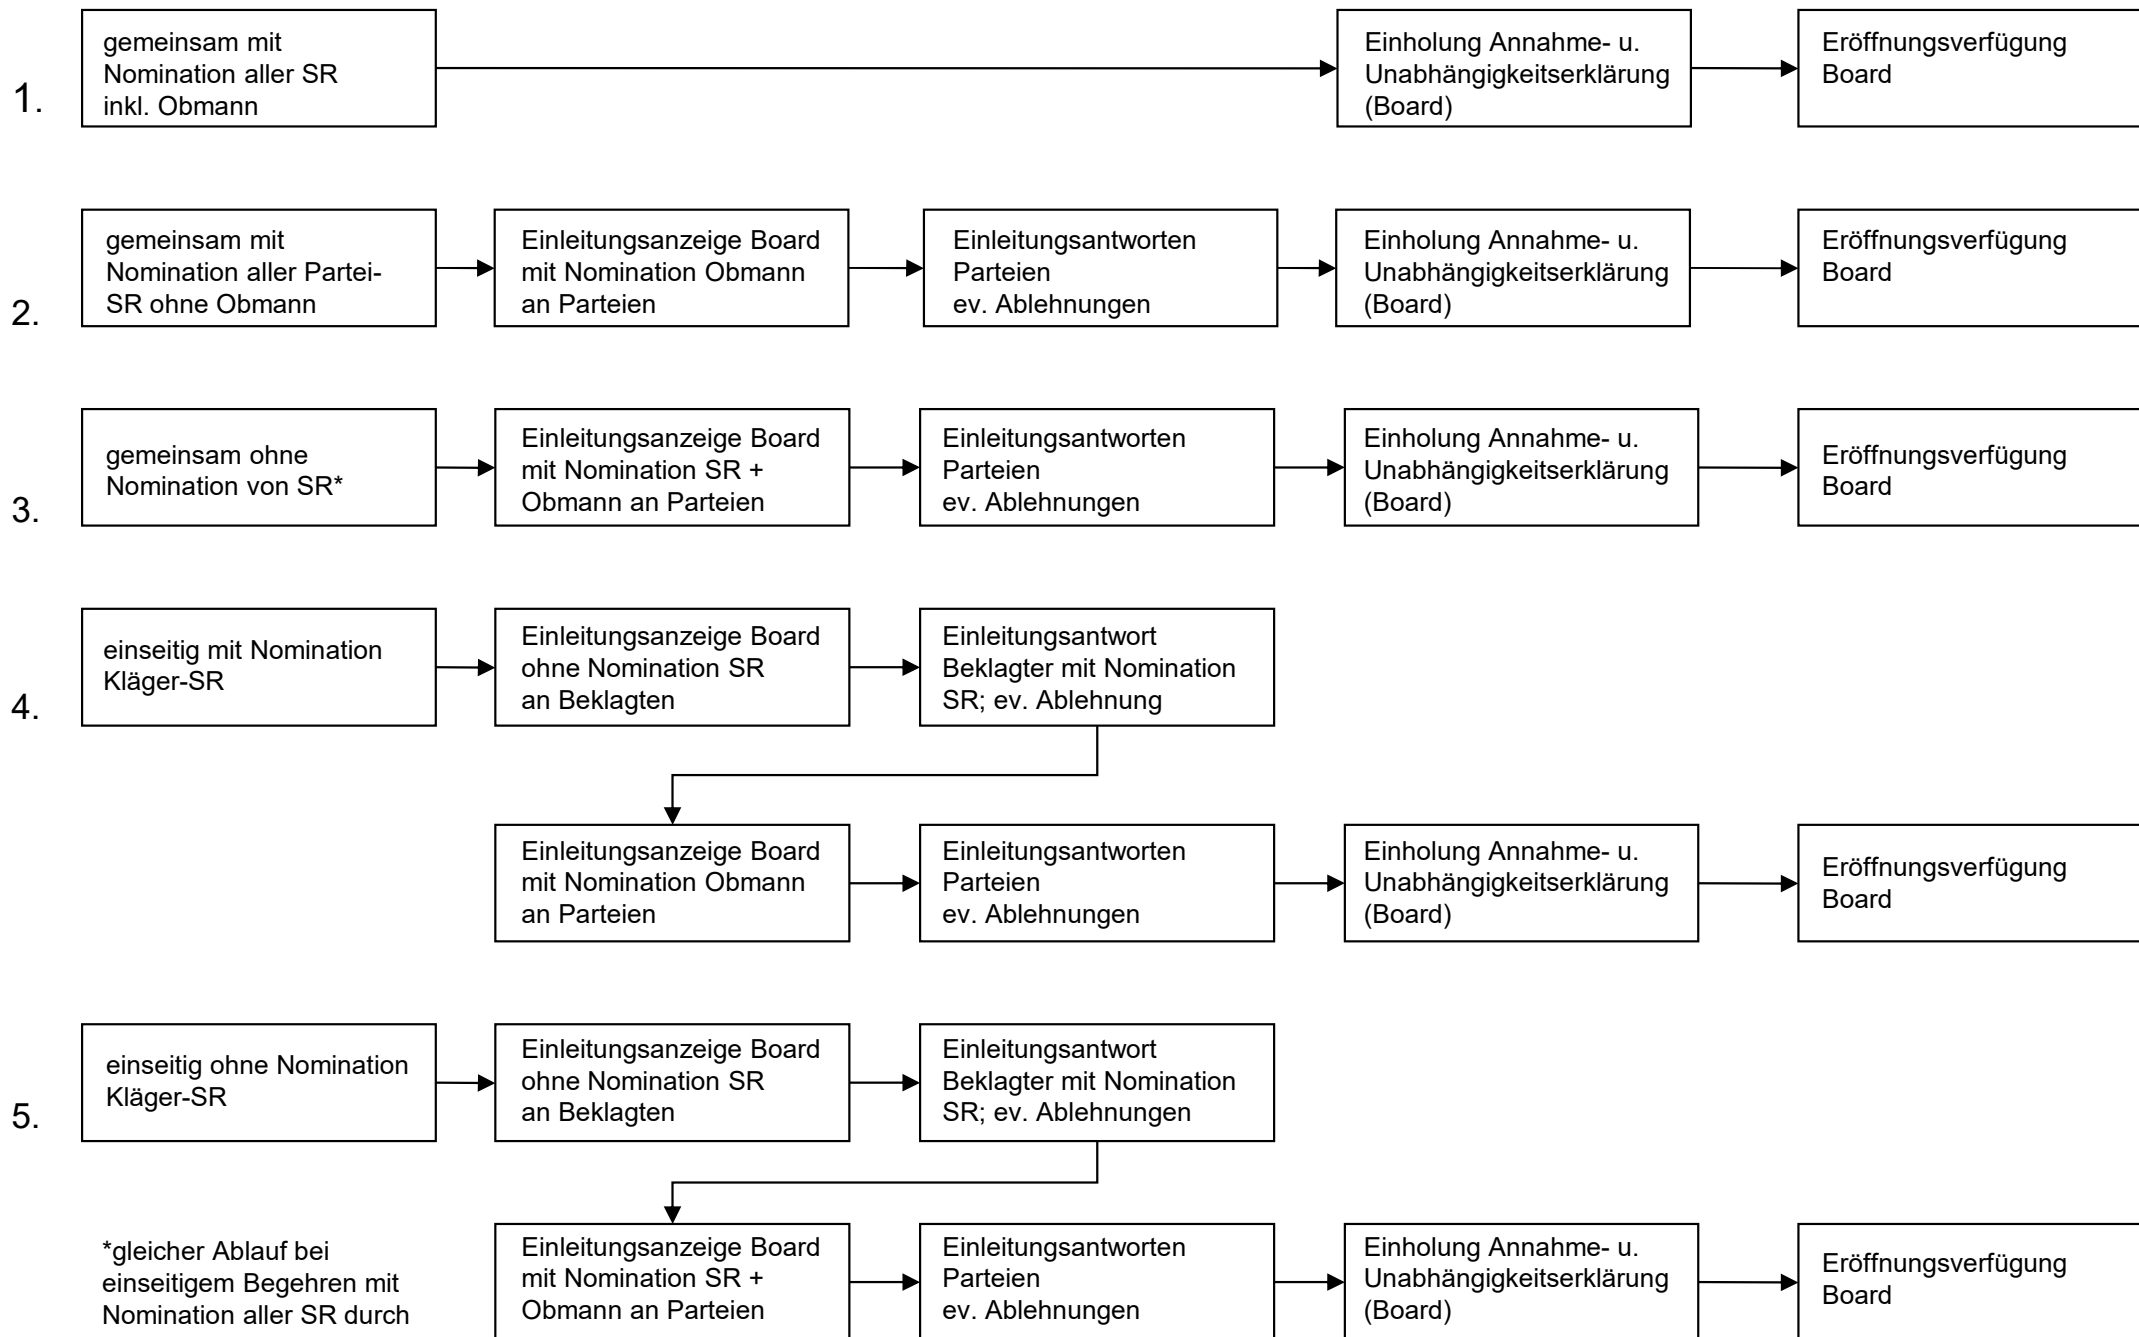 1.
gemeinsam mit
Nomination aller SR
inkl. Obmann
Einholung Annahme- u.
Unabhängigkeitserklärung
(Board)
Eröffnungsverfügung
Board
2.
gemeinsam mit
Nomination aller Partei-
SR ohne Obmann
Einleitungsanzeige Board
mit Nomination Obmann
an Parteien
Einleitungsantworten
Parteien
ev. Ablehnungen
Einholung Annahme- u.
Unabhängigkeitserklärung
(Board)
Eröffnungsverfügung
Board
3.
gemeinsam ohne
Nomination von SR*
Einleitungsanzeige Board
mit Nomination SR +
Obmann an Parteien
Einleitungsantworten
Parteien
ev. Ablehnungen
Einholung Annahme- u.
Unabhängigkeitserklärung
(Board)
Eröffnungsverfügung
Board
4.
einseitig mit Nomination
Kläger-SR
Einleitungsanzeige Board
ohne Nomination SR
an Beklagten
Einleitungsantwort
Beklagter mit Nomination
SR; ev. Ablehnung
Einleitungsanzeige Board
mit Nomination Obmann
an Parteien
Einleitungsantworten
Parteien
ev. Ablehnungen
Einholung Annahme- u.
Unabhängigkeitserklärung
(Board)
Eröffnungsverfügung
Board
5.
einseitig ohne Nomination
Kläger-SR
Einleitungsanzeige Board
ohne Nomination SR
an Beklagten
Einleitungsantwort
Beklagter mit Nomination
SR; ev. Ablehnungen
Einleitungsanzeige Board
mit Nomination SR +
Obmann an Parteien
Einleitungsantworten
Parteien
ev. Ablehnungen
Einholung Annahme- u.
Unabhängigkeitserklärung
(Board)
Eröffnungsverfügung
Board
*gleicher Ablauf bei
einseitigem Begehren mit
Nomination aller SR durch